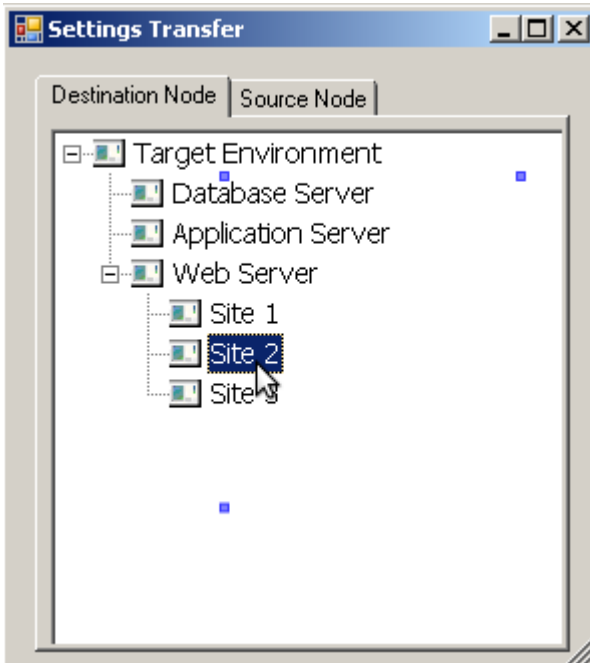 Settings Transfer
Destination Node Source Node
Target Environment
Database Server
Application Server
Web Server
Site 1
Site 2
Site 3